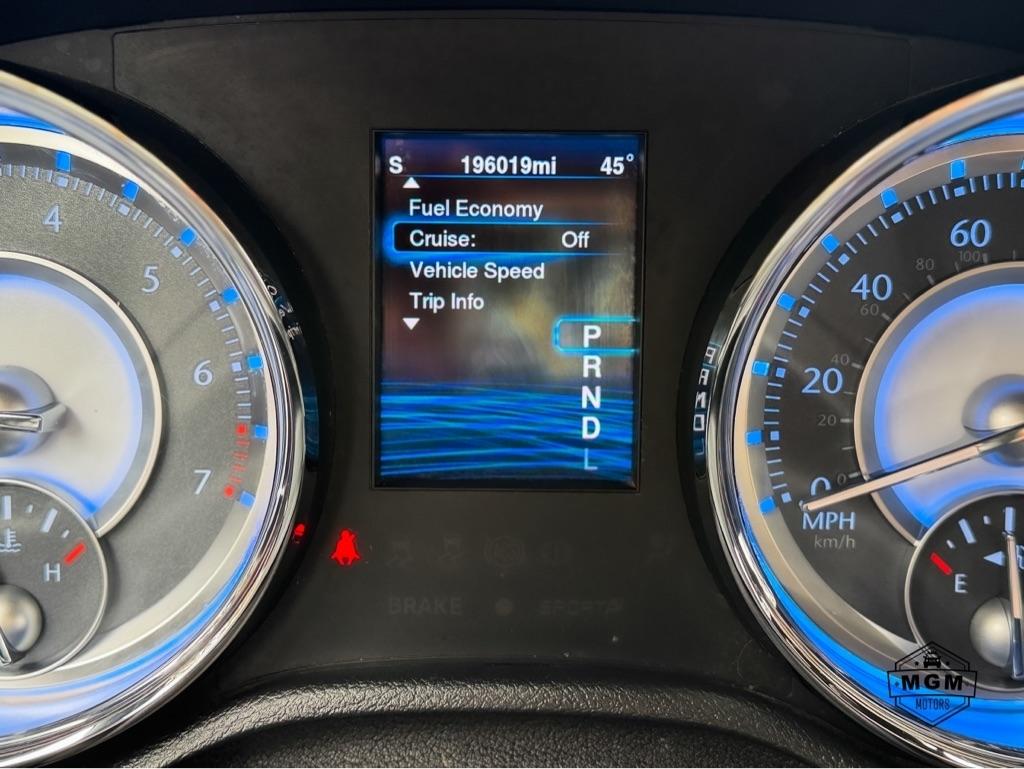 S 196019mi 45°
Fuel Economy
Cruise: Off
Vehicle Speed
Trip Info
P
R
N
D
L
4
5
6
7
H
60
40
20
0
100
80
60
40
20
0
MPH
km/h
E
BRAKE
SPORT
MGM
MOTORS